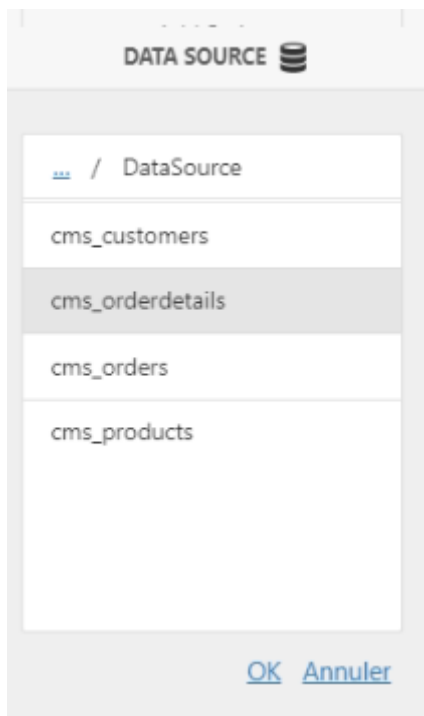 DATA SOURCE
... / DataSource
cms_customers
cms_orderdetails
cms_orders
cms_products
OK Annuler